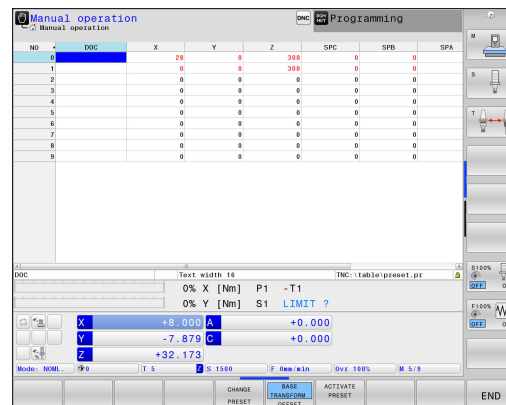 Manual operation
DNC
Programming
Manual operation
NO DOC X Y Z SPC SPB SPA
0 28 0 300 0 0
1 0 0 300 0 0
2 0 0 0 0 0
3 0 0 0 0 0
4 0 0 0 0 0
5 0 0 0 0 0
6 0 0 0 0 0
7 0 0 0 0 0
8 0 0 0 0 0
9 0 0 0 0 0
DOC Text width 16 TNC:\table\preset.pr
0% X [Nm] P1 -T1
0% Y [Nm] S1 LIMIT ?
X +8.000 A +0.000
Y -7.879 C +0.000
Z +32.173
Mode: NOML. 0 T 5 Z S 1500 F 0mm/min Ovr 100% M 5/9
CHANGE PRESET
BASE TRANSFORM. OFFSET
ACTIVATE PRESET
END
M
S
T
S100%
OFF
F100%
OFF